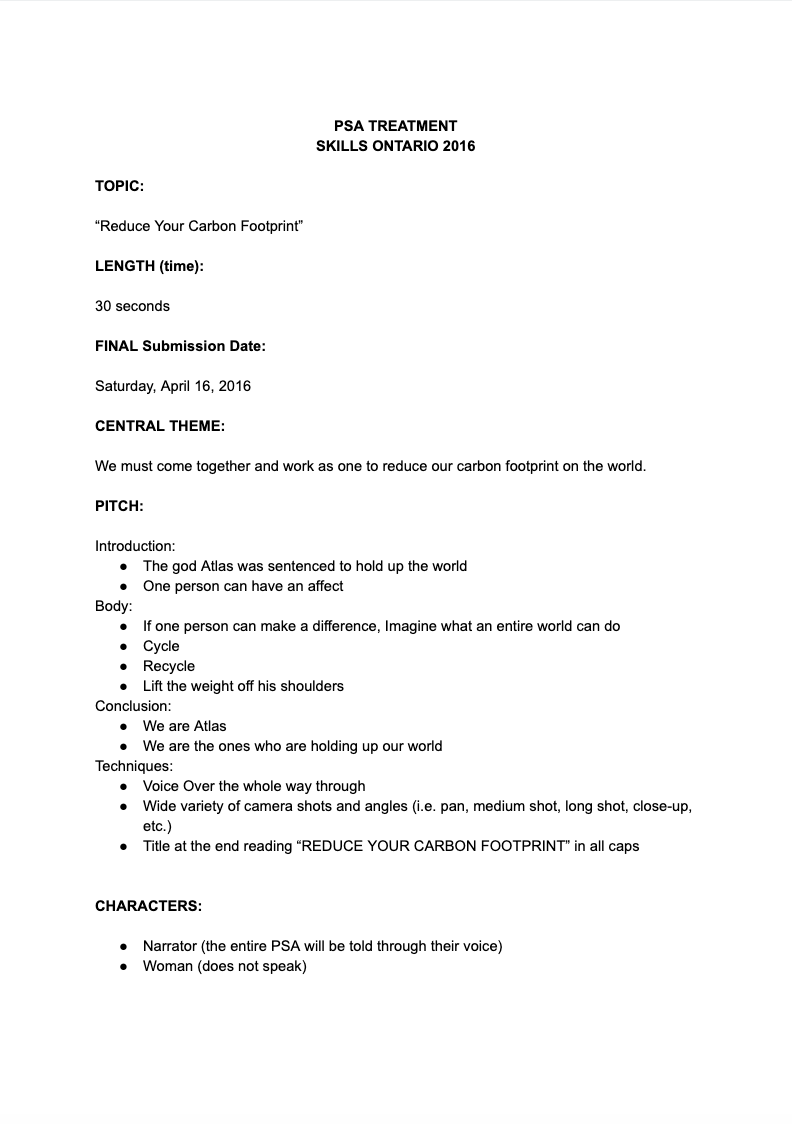 PSA TREATMENT
SKILLS ONTARIO 2016
TOPIC:
“Reduce Your Carbon Footprint”
LENGTH (time):
30 seconds
FINAL Submission Date:
Saturday, April 16, 2016
CENTRAL THEME:
We must come together and work as one to reduce our carbon footprint on the world.
PITCH:
Introduction:
● The god Atlas was sentenced to hold up the world
● One person can have an affect
Body:
● If one person can make a difference, Imagine what an entire world can do
● Cycle
● Recycle
● Lift the weight off his shoulders
Conclusion:
● We are Atlas
● We are the ones who are holding up our world
Techniques:
● Voice Over the whole way through
● Wide variety of camera shots and angles (i.e. pan, medium shot, long shot, close-up,
etc.)
● Title at the end reading “REDUCE YOUR CARBON FOOTPRINT” in all caps
CHARACTERS:
● Narrator (the entire PSA will be told through their voice)
● Woman (does not speak)